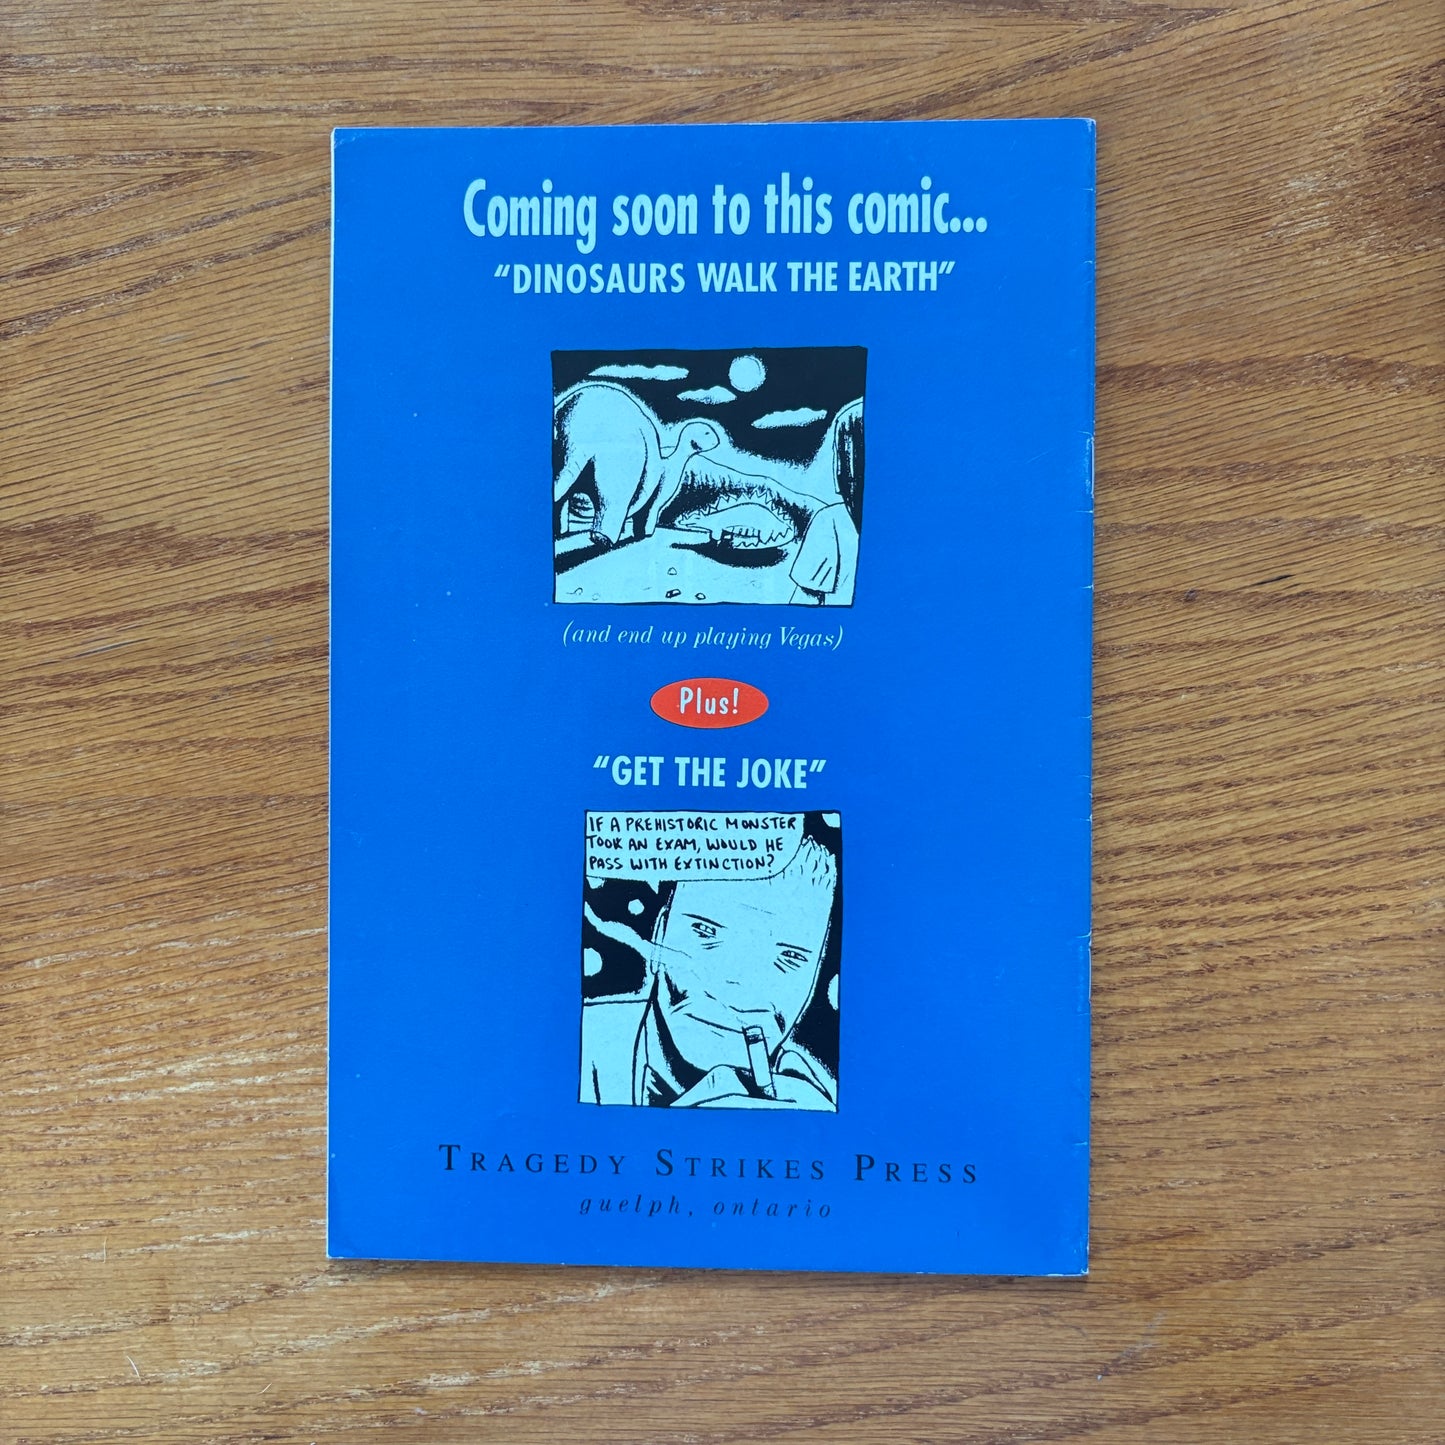 Coming soon to this comic...
"DINOSAURS WALK THE EARTH"
(and end up playing Vegas)
Plus!
"GET THE JOKE"
IF A PREHISTORIC MONSTER
TOOK AN EXAM, WOULD HE
PASS WITH EXTINCTION?
TRAGEDY STRIKES PRESS
guelph, ontario